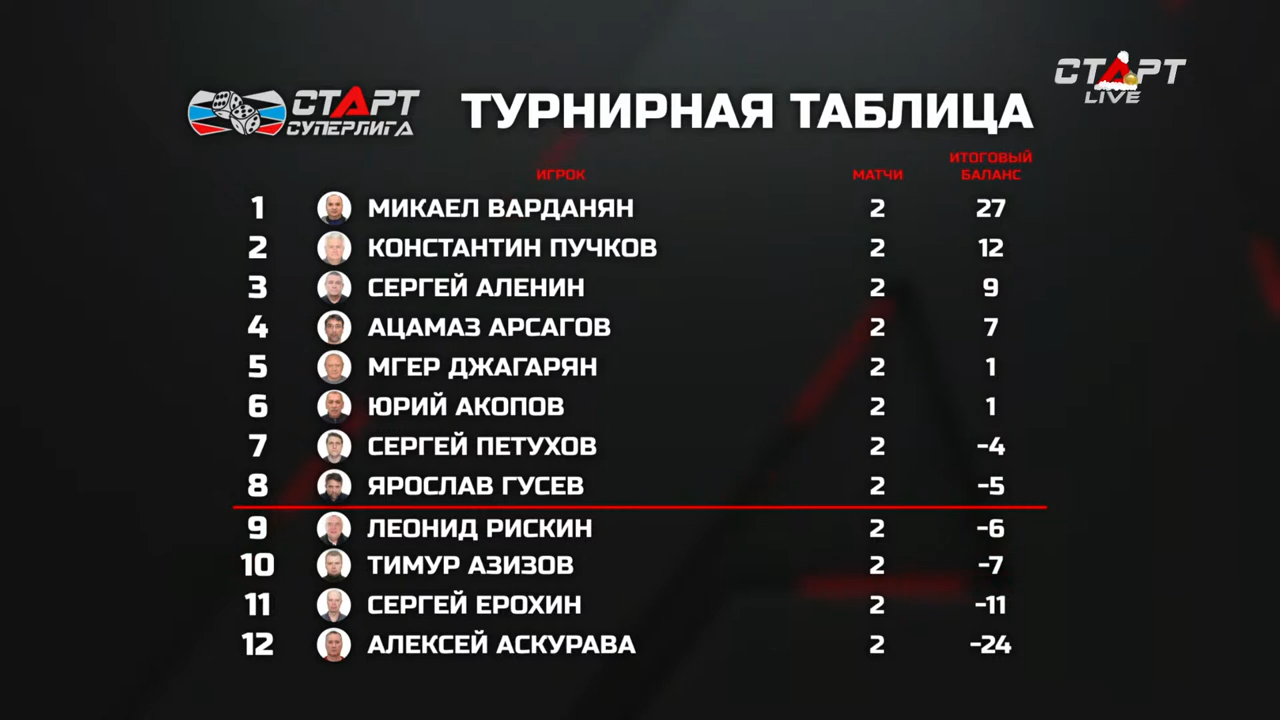 СТАРТ
LIVE
СТАРТ
СУПЕРЛИГА
ТУРНИРНАЯ ТАБЛИЦА
ИГРОК МАТЧИ ИТОГОВЫЙ
БАЛАНС
1 МИКАЕЛ ВАРДАНЯН 2 27
2 КОНСТАНТИН ПУЧКОВ 2 12
3 СЕРГЕЙ АЛЕНИН 2 9
4 АЦАМАЗ АРСАГОВ 2 7
5 МГЕР ДЖАГАРЯН 2 1
6 ЮРИЙ АКОПОВ 2 1
7 СЕРГЕЙ ПЕТУХОВ 2 -4
8 ЯРОСЛАВ ГУСЕВ 2 -5
9 ЛЕОНИД РИСКИН 2 -6
10 ТИМУР АЗИЗОВ 2 -7
11 СЕРГЕЙ ЕРОХИН 2 -11
12 АЛЕКСЕЙ АСКУРАВА 2 -24